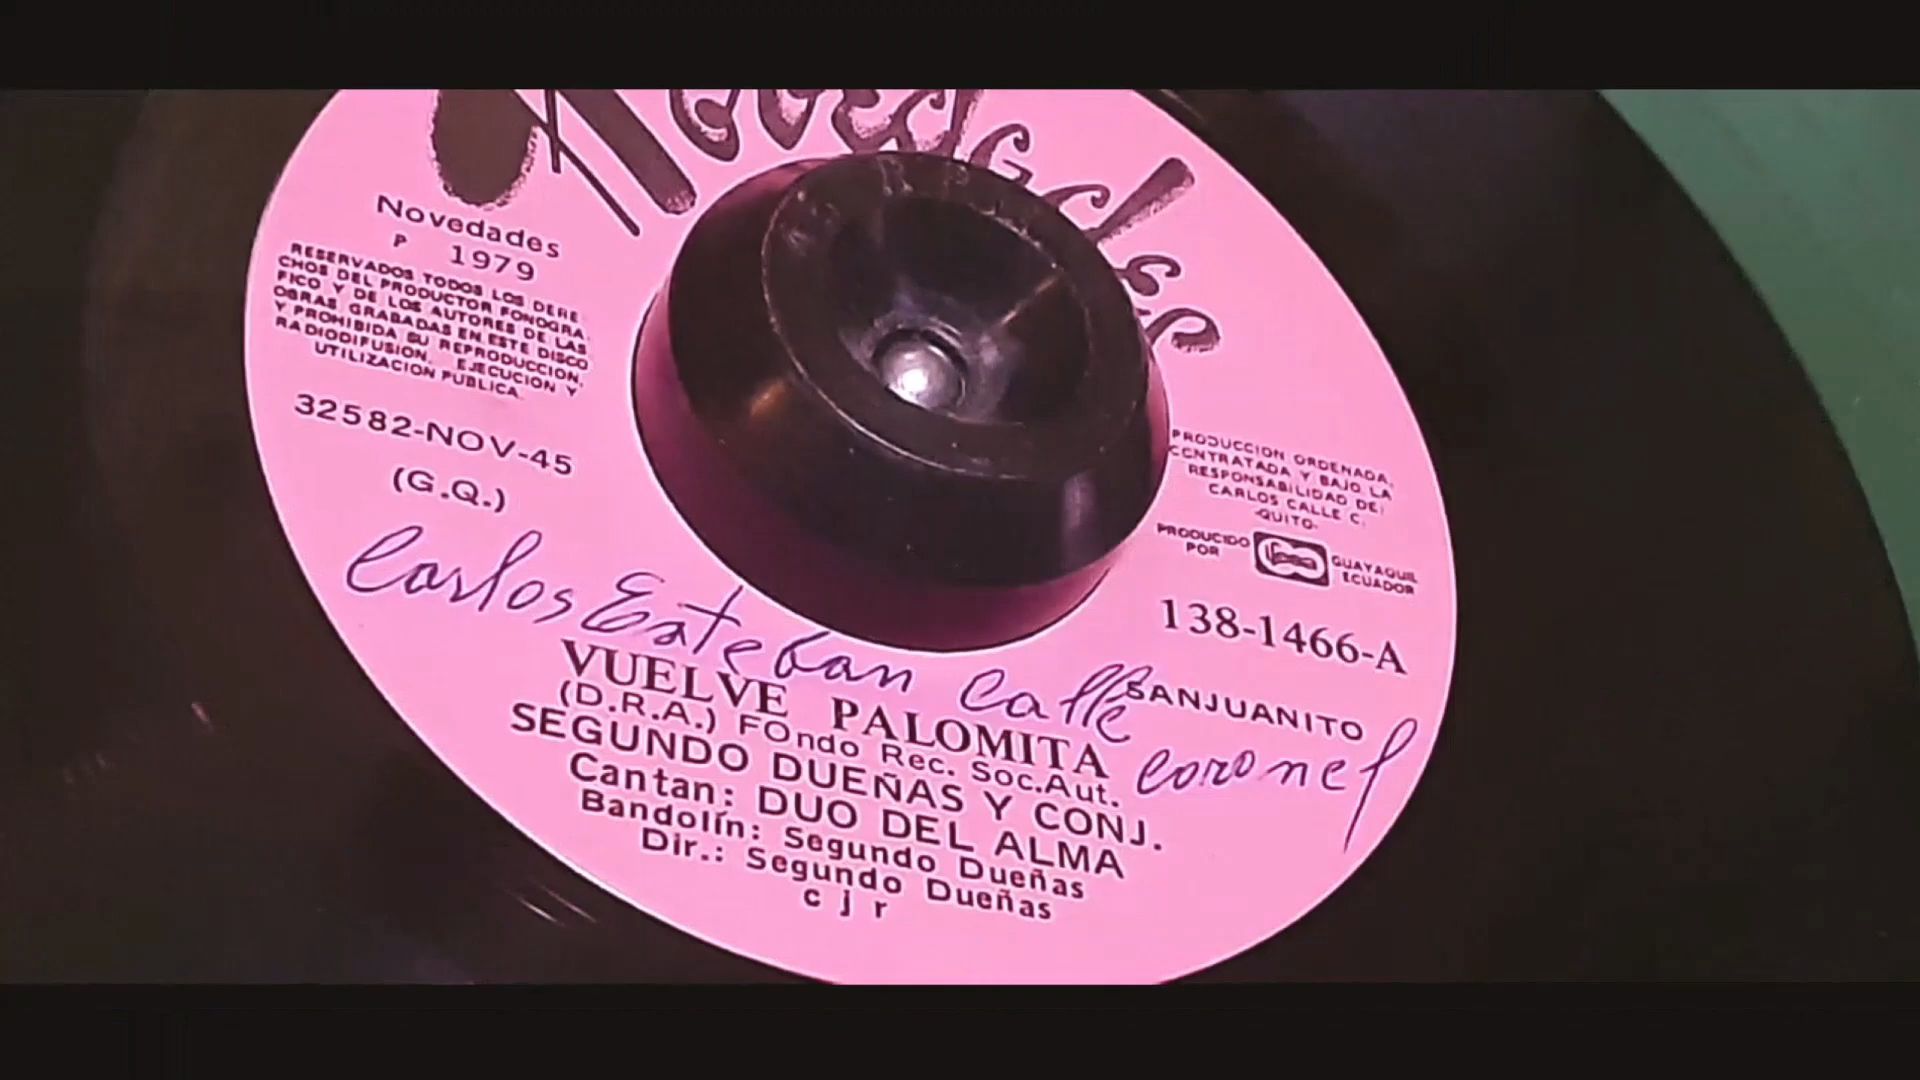 Novedades
Novedades
P 1979
RESERVADOS TODOS LOS DERE
CHOS DEL PRODUCTOR FONOGRA
FICO Y DE LOS AUTORES DE LAS
OBRAS GRABADAS EN ESTE DISCO
Y PROHIBIDA SU REPRODUCCION,
RADIODIFUSION, EJECUCION Y
UTILIZACION PUBLICA.
32582-NOV-45
(G.Q.)
PRODUCCION ORDENADA,
CONTRATADA Y BAJO LA
RESPONSABILIDAD DE:
CARLOS CALLE C.
-QUITO-
PRODUCIDO
POR
GUAYAQUIL
ECUADOR
138-1466-A
Carlos Esteban Calle Coronel
SANJUANITO
VUELVE PALOMITA
(D.R.A.) FOndo Rec. Soc.Aut.
SEGUNDO DUEÑAS Y CONJ.
Cantan: DUO DEL ALMA
Bandolín: Segundo Dueñas
Dir.: Segundo Dueñas
c j r